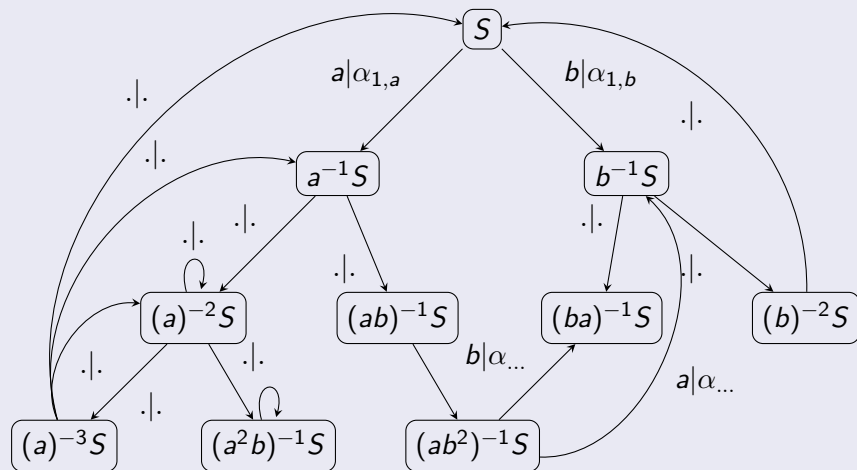 S
a|α₁,ₐ b|α₁,b
.|. .|.
.|.
a⁻¹S b⁻¹S
.|. .|. .|.
.|. .|.
(a)⁻²S (ab)⁻¹S (ba)⁻¹S (b)⁻²S
.|. .|. b|α... a|α...
.|.
(a)⁻³S (a²b)⁻¹S (ab²)⁻¹S